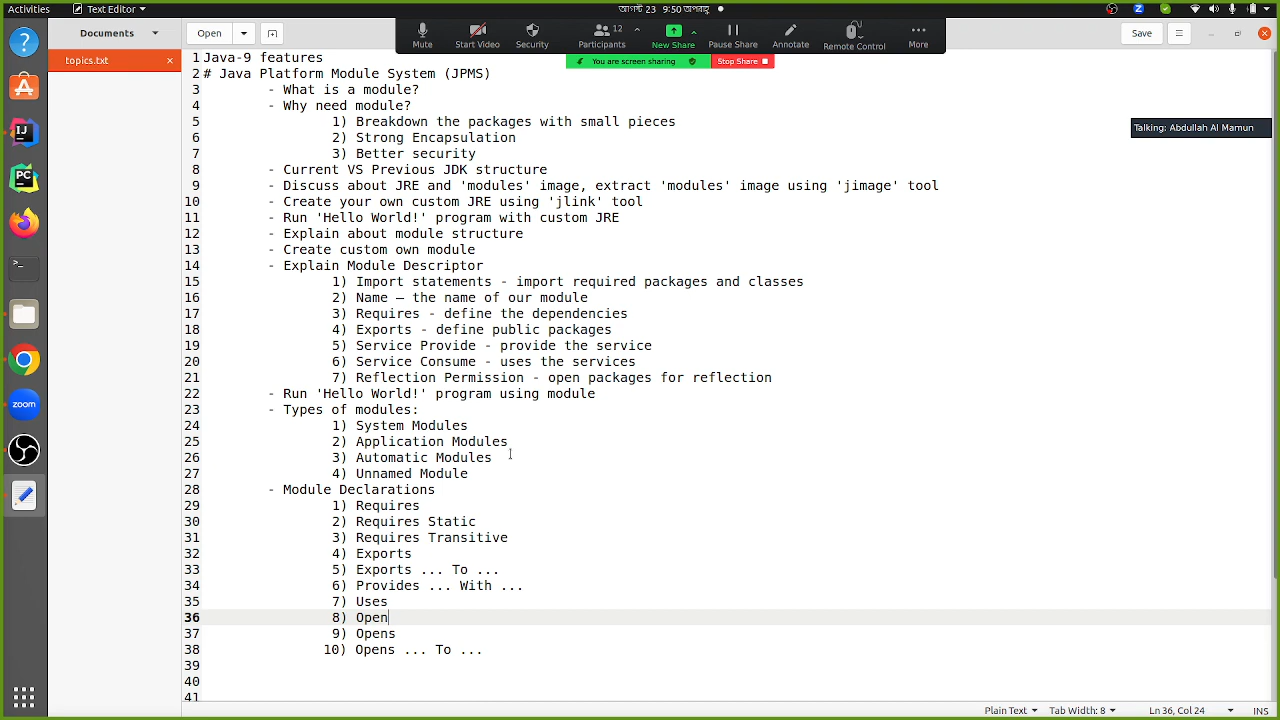 Activities
Text Editor
আগস্ট 23 9:50 অপরাহ্ণ
Documents
Open
Save
Mute
Start Video
Security
12
Participants
New Share
Pause Share
Annotate
Remote Control
More
You are screen sharing
Stop Share
Talking: Abdullah Al Mamun
topics.txt
1 Java-9 features
2 # Java Platform Module System (JPMS)
3 - What is a module?
4 - Why need module?
5 1) Breakdown the packages with small pieces
6 2) Strong Encapsulation
7 3) Better security
8 - Current VS Previous JDK structure
9 - Discuss about JRE and 'modules' image, extract 'modules' image using 'jimage' tool
10 - Create your own custom JRE using 'jlink' tool
11 - Run 'Hello World!' program with custom JRE
12 - Explain about module structure
13 - Create custom own module
14 - Explain Module Descriptor
15 1) Import statements - import required packages and classes
16 2) Name – the name of our module
17 3) Requires - define the dependencies
18 4) Exports - define public packages
19 5) Service Provide - provide the service
20 6) Service Consume - uses the services
21 7) Reflection Permission - open packages for reflection
22 - Run 'Hello World!' program using module
23 - Types of modules:
24 1) System Modules
25 2) Application Modules
26 3) Automatic Modules
27 4) Unnamed Module
28 - Module Declarations
29 1) Requires
30 2) Requires Static
31 3) Requires Transitive
32 4) Exports
33 5) Exports ... To ...
34 6) Provides ... With ...
35 7) Uses
36 8) Open
37 9) Opens
38 10) Opens ... To ...
39
40
41
IJ
PC
zoom
Plain Text
Tab Width: 8
Ln 36, Col 24
INS